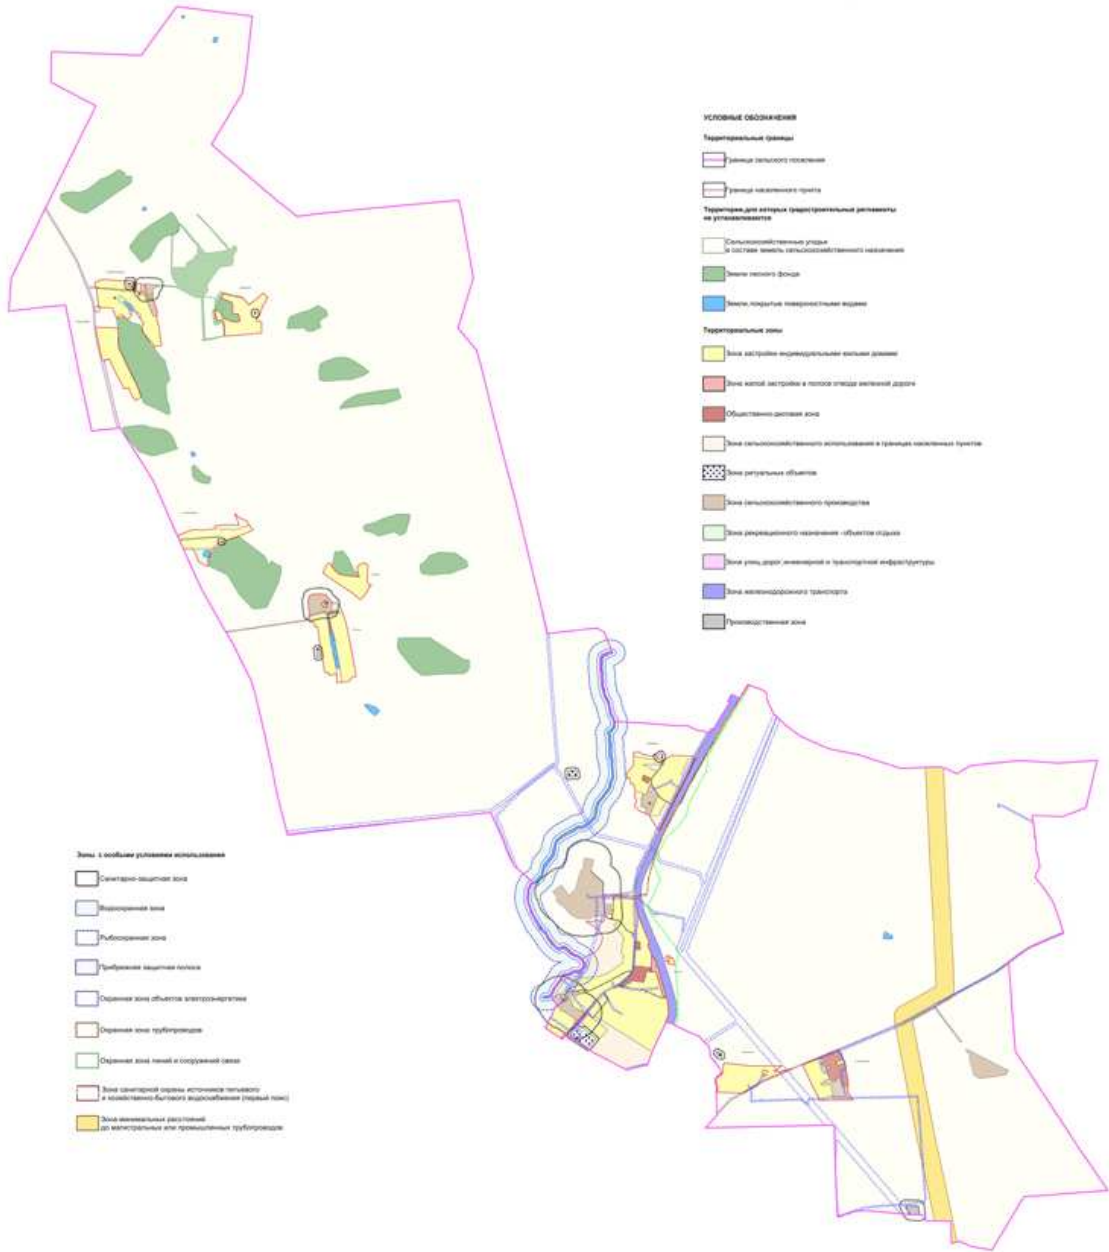 УСЛОВНЫЕ ОБОЗНАЧЕНИЯ
Территориальные границы
Граница сельского поселения
Граница населенного пункта
Территории, для которых градостроительные регламенты
не устанавливаются
Сельскохозяйственные угодья
в составе земель сельскохозяйственного назначения
Земли лесного фонда
Земли, покрытые поверхностными водами
Территориальные зоны
Зона застройки индивидуальными жилыми домами
Зона жилой застройки в полосе отвода железной дороги
Общественно-деловая зона
Зона сельскохозяйственного использования в границах населенных пунктов
Зона ритуальных объектов
Зона сельскохозяйственного производства
Зона рекреационного назначения -объектов отдыха
Зона улиц, дорог, инженерной и транспортной инфраструктуры
Зона железнодорожного транспорта
Производственная зона
Зоны с особыми условиями использования
Санитарно-защитная зона
Водоохранная зона
Рыбоохранная зона
Прибрежная защитная полоса
Охранная зона объектов электроэнергетики
Охранная зона трубопроводов
Охранная зона линий и сооружений связи
Зона санитарной охраны источников питьевого
и хозяйственно-бытового водоснабжения (первый пояс)
Зона минимальных расстояний
до магистральных или промышленных трубопроводов